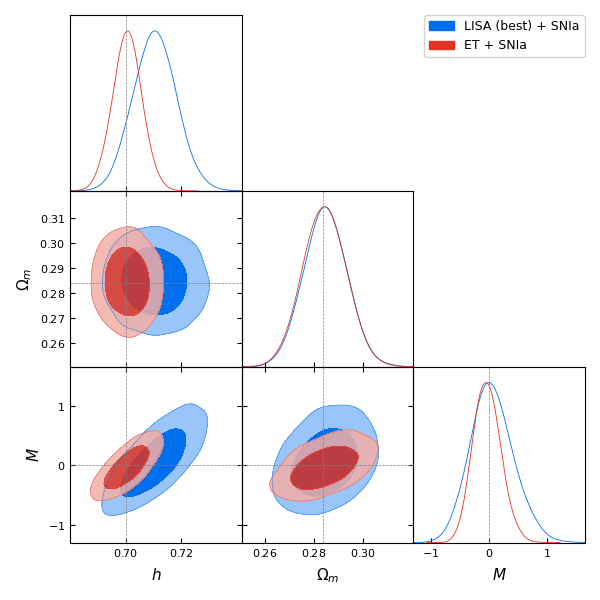 LISA (best) + SNIa
ET + SNIa
0.31
0.30
0.29
0.28
0.27
0.26
Ωm
1
0
−1
M
0.70 0.72 0.26 0.28 0.30 −1 0 1
h Ωm M